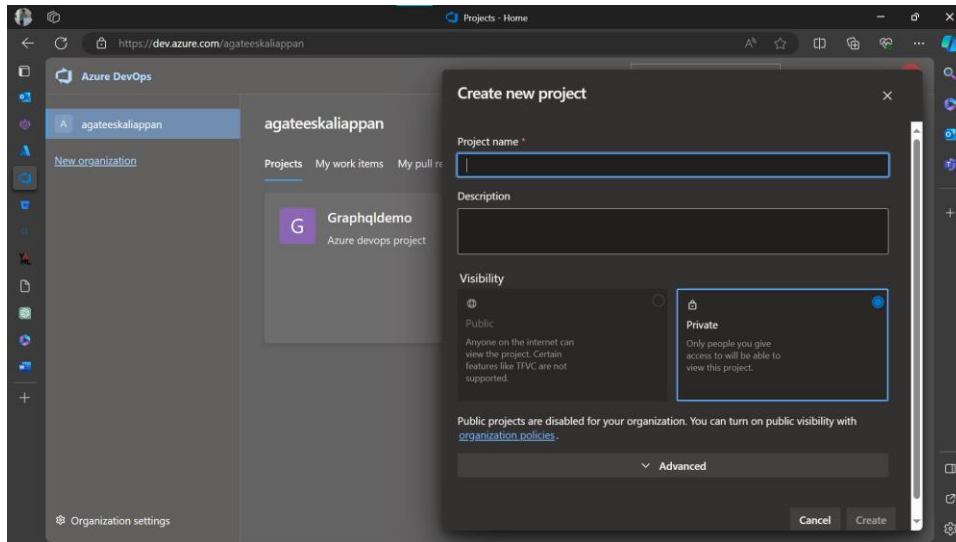 Projects - Home
https://dev.azure.com/agateeskaliappan
Azure DevOps
A agateeskaliappan
New organization
agateeskaliappan
Projects My work items My pull re
G
Graphqldemo
Azure devops project
Organization settings
Create new project
Project name *
Description
Visibility
Public
Anyone on the internet can
view the project. Certain
features like TFVC are not
supported.
Private
Only people you give
access to will be able to
view this project.
Public projects are disabled for your organization. You can turn on public visibility with
organization policies.
Advanced
Cancel Create